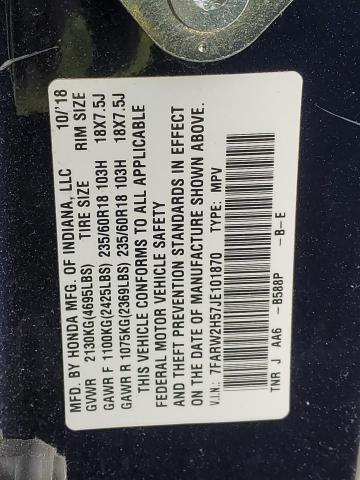 MFD. BY HONDA MFG. OF INDIANA, LLC 10/'18
GVWR 2130KG(4695LBS) TIRE SIZE RIM SIZE
GAWR F 1100KG(2425LBS) 235/60R18 103H 18X7.5J
GAWR R 1075KG(2369LBS) 235/60R18 103H 18X7.5J
THIS VEHICLE CONFORMS TO ALL APPLICABLE
FEDERAL MOTOR VEHICLE SAFETY
AND THEFT PREVENTION STANDARDS IN EFFECT
ON THE DATE OF MANUFACTURE SHOWN ABOVE.
V.I.N.: 7FARW2H57JE101870 TYPE: MPV
TNR J AA6 -B588P -B-E